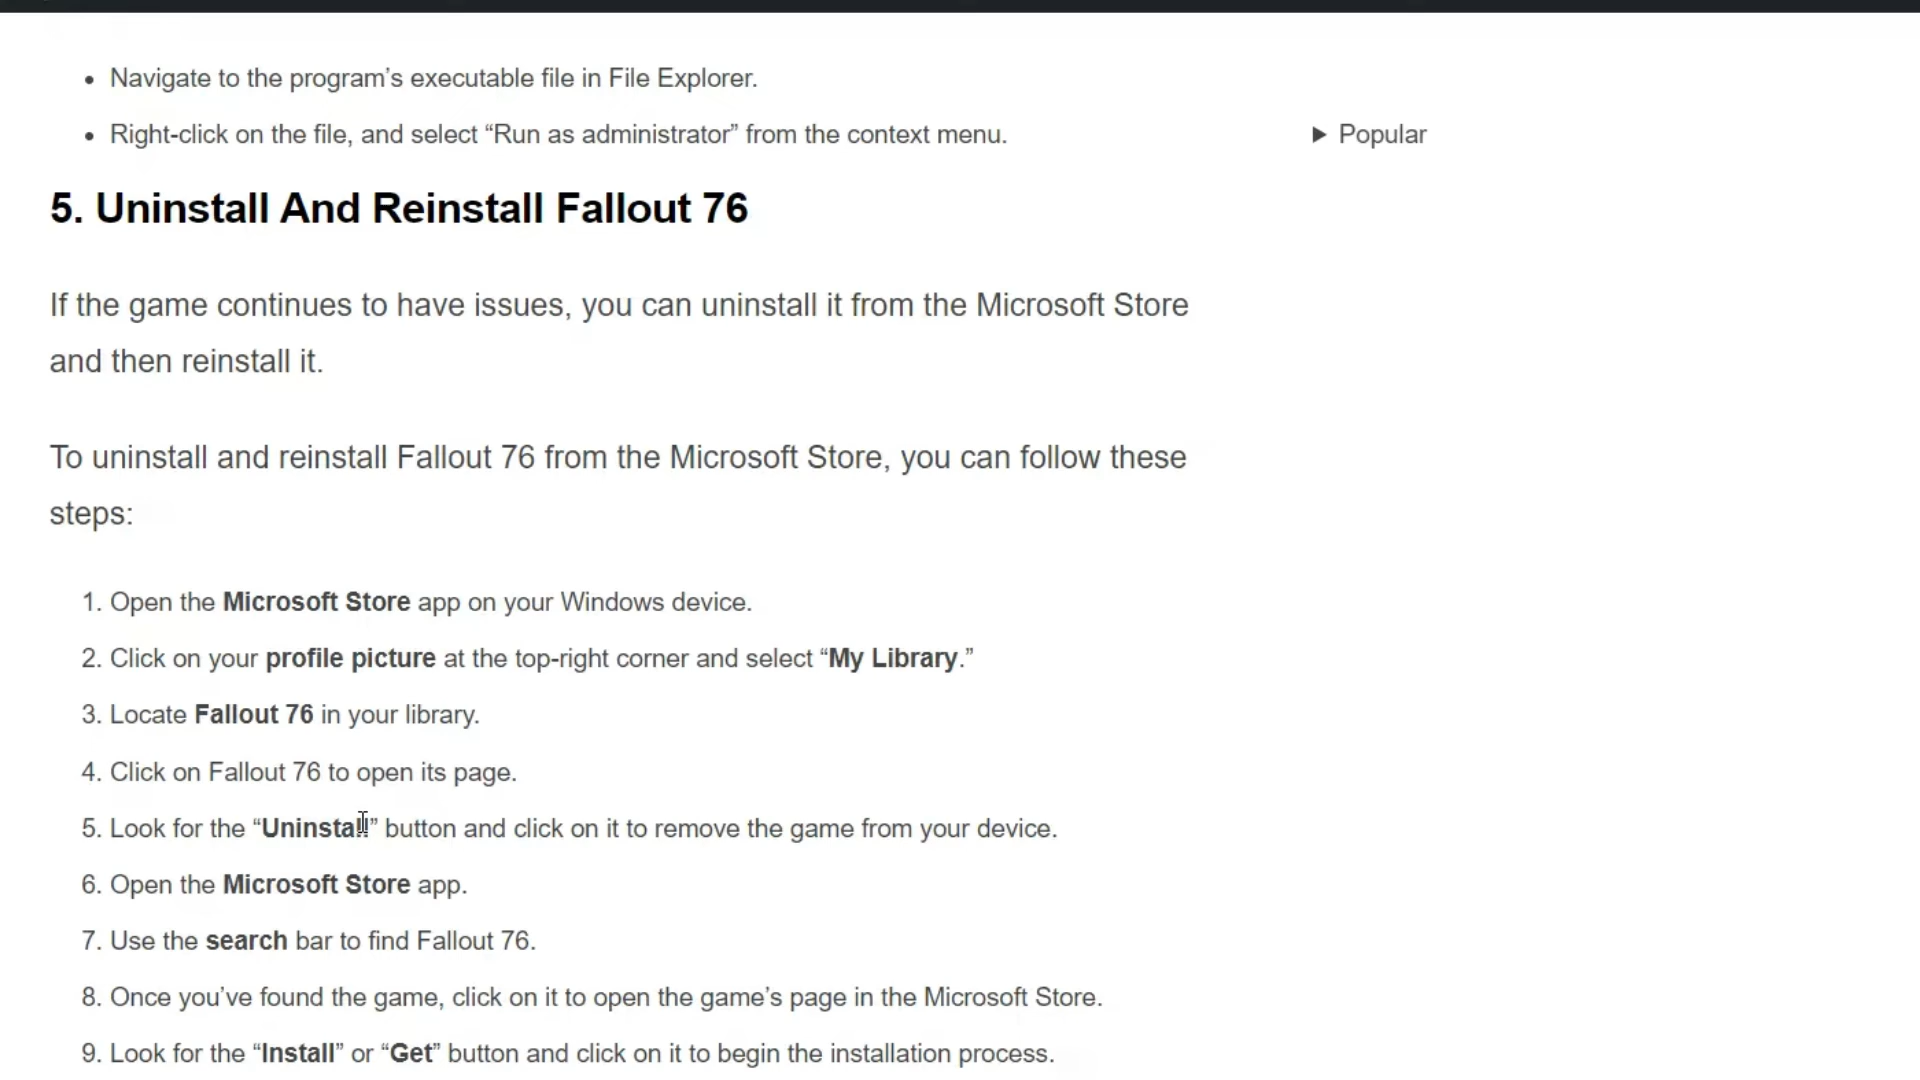 • Navigate to the program’s executable file in File Explorer.
• Right-click on the file, and select “Run as administrator” from the context menu.
▶ Popular
5. Uninstall And Reinstall Fallout 76
If the game continues to have issues, you can uninstall it from the Microsoft Store
and then reinstall it.
To uninstall and reinstall Fallout 76 from the Microsoft Store, you can follow these
steps:
1. Open the Microsoft Store app on your Windows device.
2. Click on your profile picture at the top-right corner and select “My Library.”
3. Locate Fallout 76 in your library.
4. Click on Fallout 76 to open its page.
5. Look for the “Uninstall” button and click on it to remove the game from your device.
6. Open the Microsoft Store app.
7. Use the search bar to find Fallout 76.
8. Once you’ve found the game, click on it to open the game’s page in the Microsoft Store.
9. Look for the “Install” or “Get” button and click on it to begin the installation process.